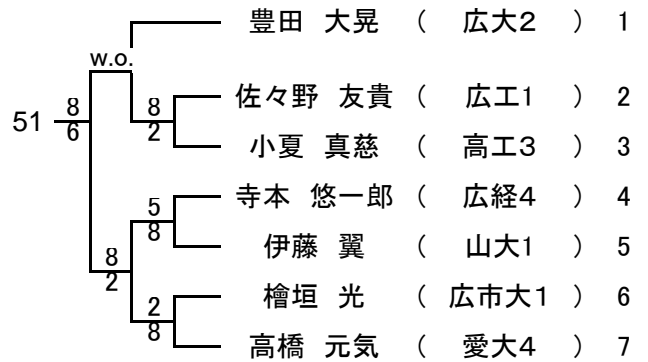 豊田 大晃 ( 広大2 ) 1
w.o.
8
6
51
8
2
佐々野 友貴 ( 広工1 ) 2
小夏 真慈 ( 高工3 ) 3
5
8
寺本 悠一郎 ( 広経4 ) 4
伊藤 翼 ( 山大1 ) 5
8
2
2
8
檜垣 光 ( 広市大1 ) 6
高橋 元気 ( 愛大4 ) 7